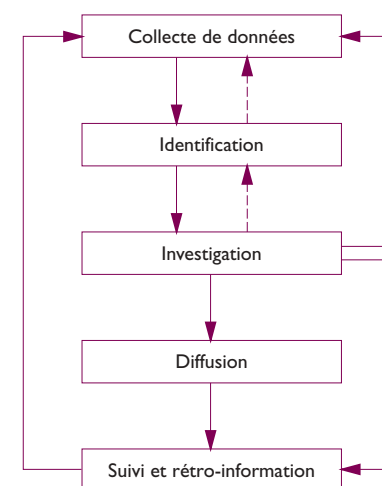 Collecte de données
Identification
Investigation
Diffusion
Suivi et rétro-information